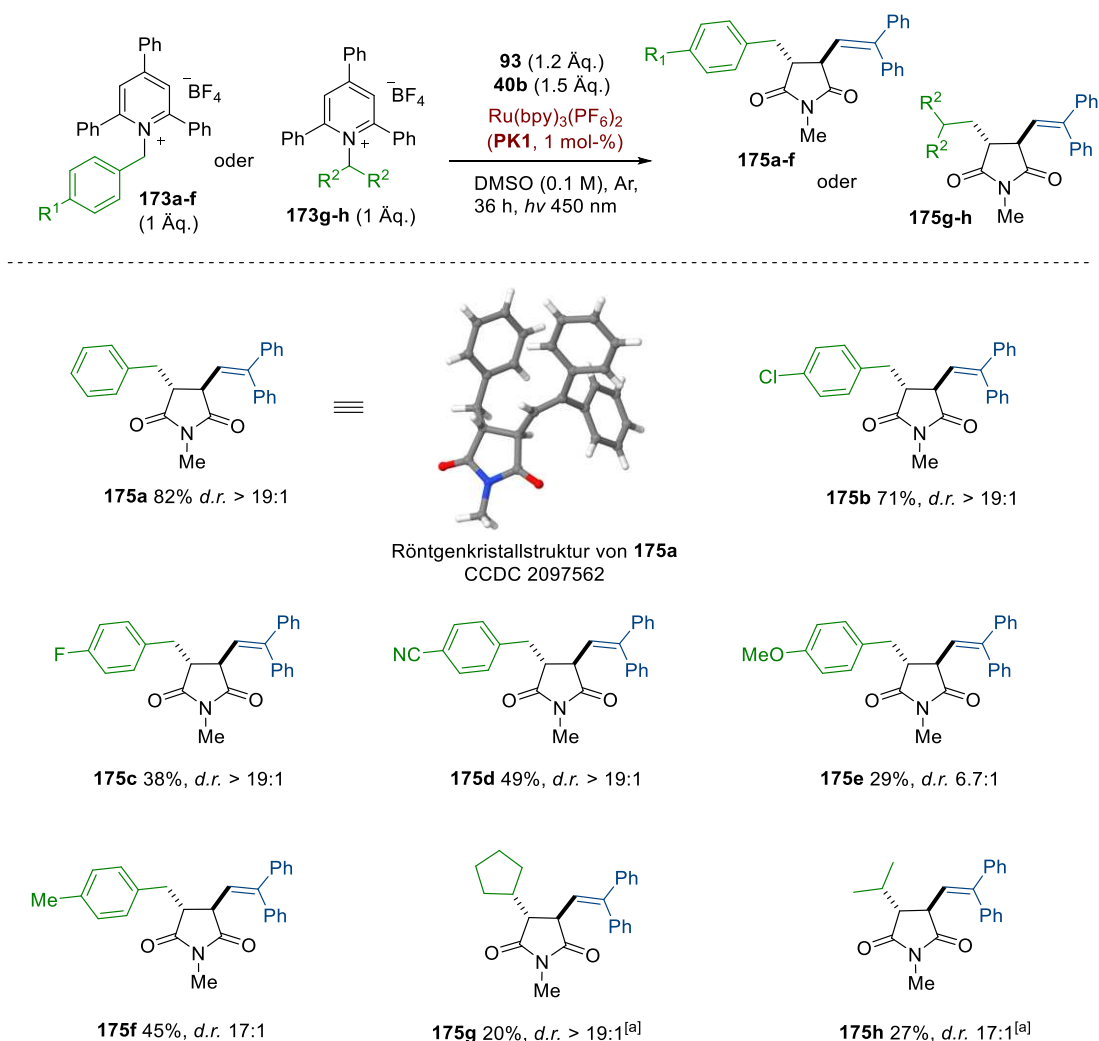 Ph
Ph
N
+
Ph
−
BF4
R1
173a-f
(1 Äq.)
oder
Ph
Ph
N
+
Ph
−
BF4
R2
R2
173g-h (1 Äq.)
93 (1.2 Äq.)
40b (1.5 Äq.)
Ru(bpy)3(PF6)2
(PK1, 1 mol-%)
DMSO (0.1 M), Ar,
36 h, hv 450 nm
R1
Ph
Ph
O
N
O
Me
175a-f
oder
R2
R2
Ph
Ph
O
N
O
Me
175g-h
Ph
Ph
O
N
O
Me
175a 82% d.r. > 19:1
Röntgenkristallstruktur von 175a
CCDC 2097562
Cl
Ph
Ph
O
N
O
Me
175b 71%, d.r. > 19:1
F
Ph
Ph
O
N
O
Me
175c 38%, d.r. > 19:1
NC
Ph
Ph
O
N
O
Me
175d 49%, d.r. > 19:1
MeO
Ph
Ph
O
N
O
Me
175e 29%, d.r. 6.7:1
Me
Ph
Ph
O
N
O
Me
175f 45%, d.r. 17:1
Ph
Ph
O
N
O
Me
175g 20%, d.r. > 19:1[a]
Ph
Ph
O
N
O
Me
175h 27%, d.r. 17:1[a]